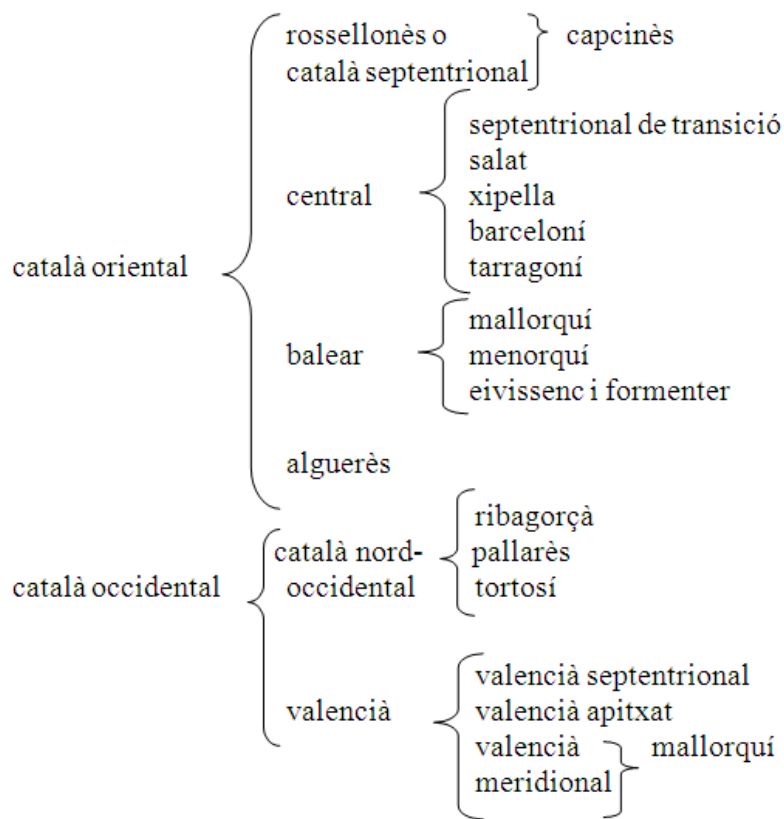 rossellonès o
català septentrional
capcinès
septentrional de transició
salat
xipella
barceloní
tarragoní
central
català oriental
mallorquí
menorquí
eivissenc i formenter
balear
alguerès
ribagorçà
pallarès
tortosí
català nord-
occidental
català occidental
valencià septentrional
valencià apitxat
valencià
meridional
mallorquí
valencià